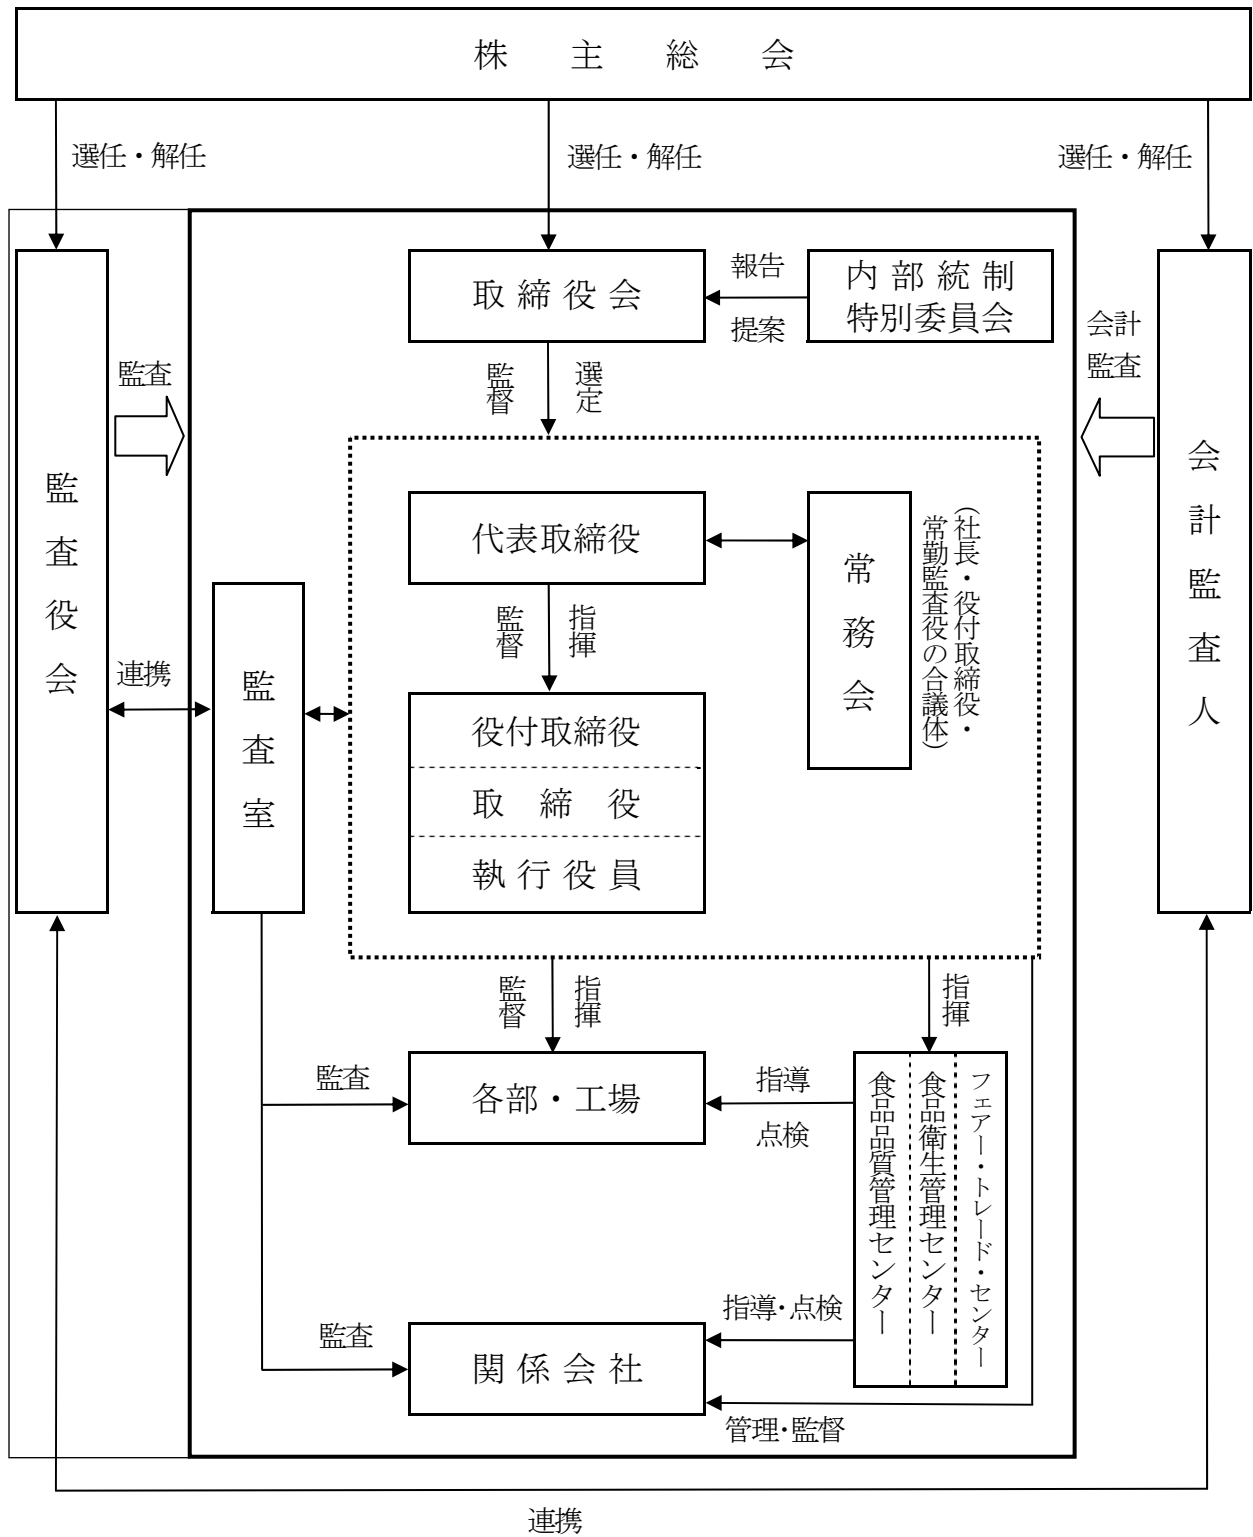 株主総会
選任・解任
選任・解任
選任・解任
取締役会
報告
提案
内部統制
特別委員会
会計
監査
監査
監督
選定
監査役会
会計監査人
代表取締役
常務会
(社長・役付取締役・
常勤監査役の合議体)
監督
指揮
連携
監査室
役付取締役
取締役
執行役員
監督
指揮
指揮
監査
各部・工場
指導
点検
食品品質管理センター
食品衛生管理センター
フェアー・トレード・センター
監査
関係会社
指導・点検
管理・監督
連携